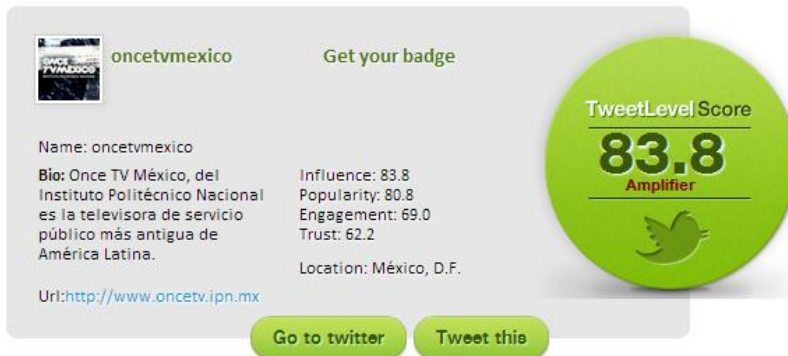 ONCE
TVMEXICO
oncetvmexico
Get your badge
Name: oncetvmexico
Bio: Once TV México, del
Instituto Politécnico Nacional
es la televisora de servicio
público más antigua de
América Latina.
Url:http://www.oncetv.ipn.mx
Influence: 83.8
Popularity: 80.8
Engagement: 69.0
Trust: 62.2
Location: México, D.F.
TweetLevel Score
83.8
Amplifier
Go to twitter
Tweet this